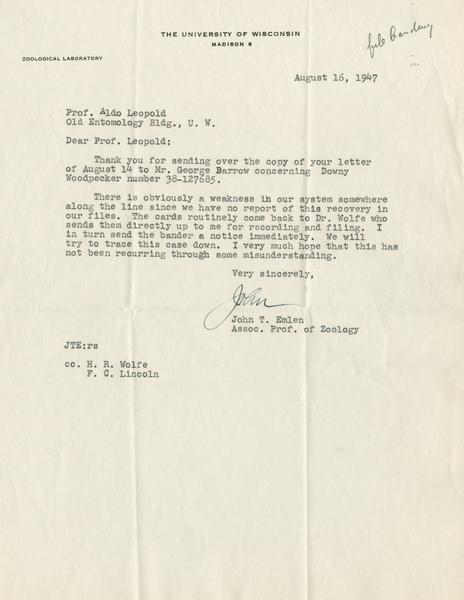 THE UNIVERSITY OF WISCONSIN
MADISON 6
file Banding
ZOOLOGICAL LABORATORY
August 16, 1947
Prof. Aldo Leopold
Old Entomology Bldg., U. W.
Dear Prof. Leopold:
Thank you for sending over the copy of your letter
of August 14 to Mr. George Barrow concerning Downy
Woodpecker number 38-127685.
There is obviously a weakness in our system somewhere
along the line since we have no report of this recovery in
our files. The cards routinely come back to Dr. Wolfe who
sends them directly up to me for recording and filing. I
in turn send the bander a notice immediately. We will
try to trace this case down. I very much hope that this has
not been recurring through some misunderstanding.
Very sincerely,
John
John T. Emlen
Assoc. Prof. of Zoology
JTE:rs
cc. H. R. Wolfe
F. C. Lincoln